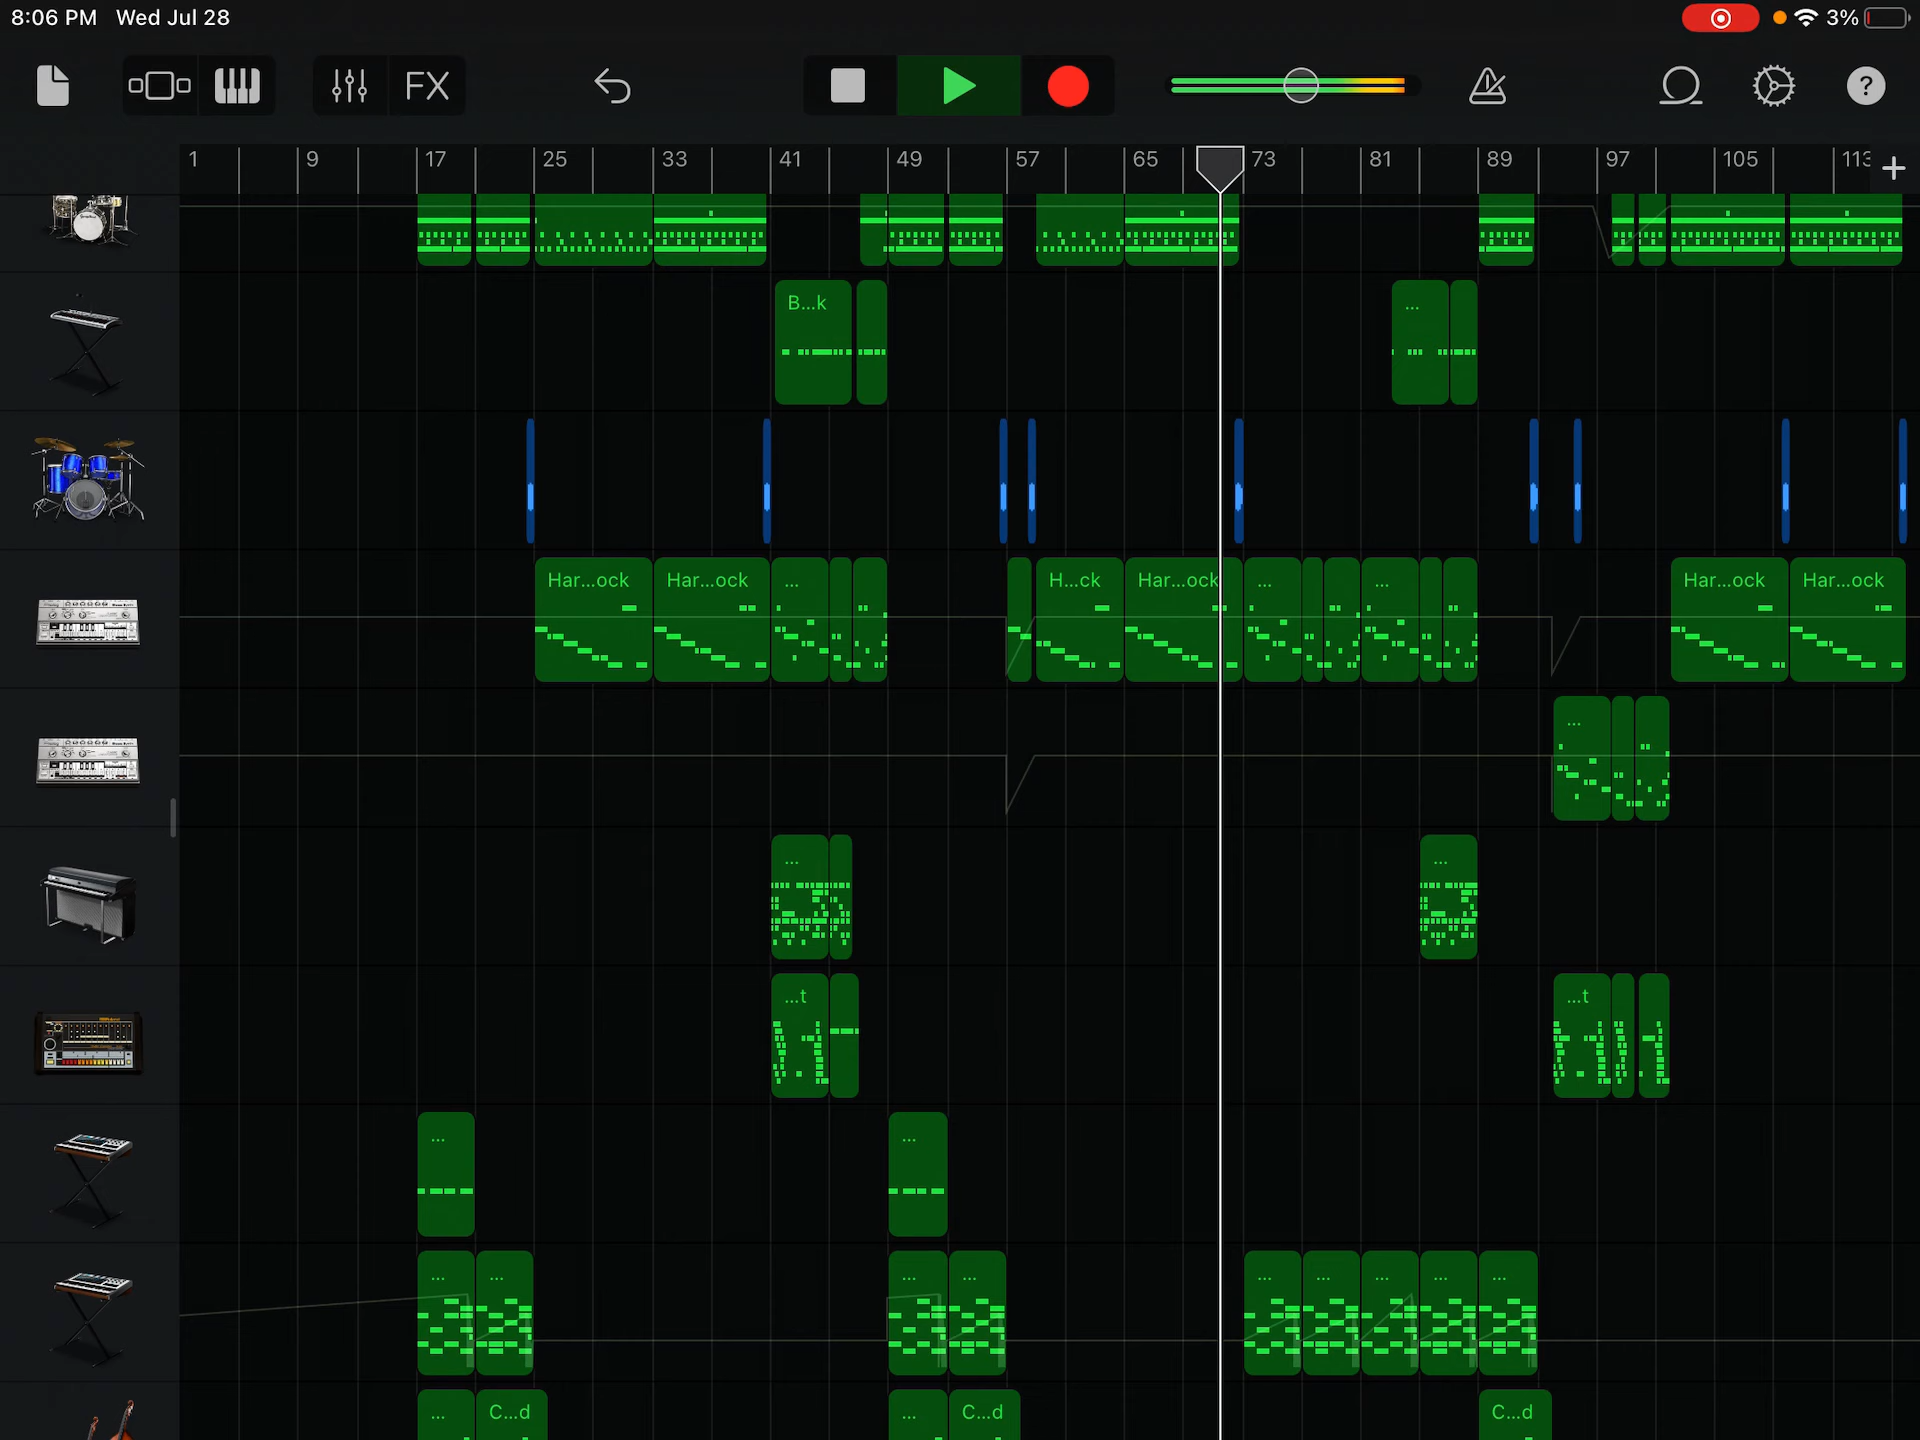 8:06 PM Wed Jul 28
3%
FX
?
1 9 17 25 33 41 49 57 65 73 81 89 97 105 113
+
B...k
...
Har...ock Har...ock ... H...ck Har...ock ... ... Har...ock Har...ock
...
... ...
...t ...t
... ...
... ... ... ... ... ... ... ... ...
... C...d ... C...d C...d